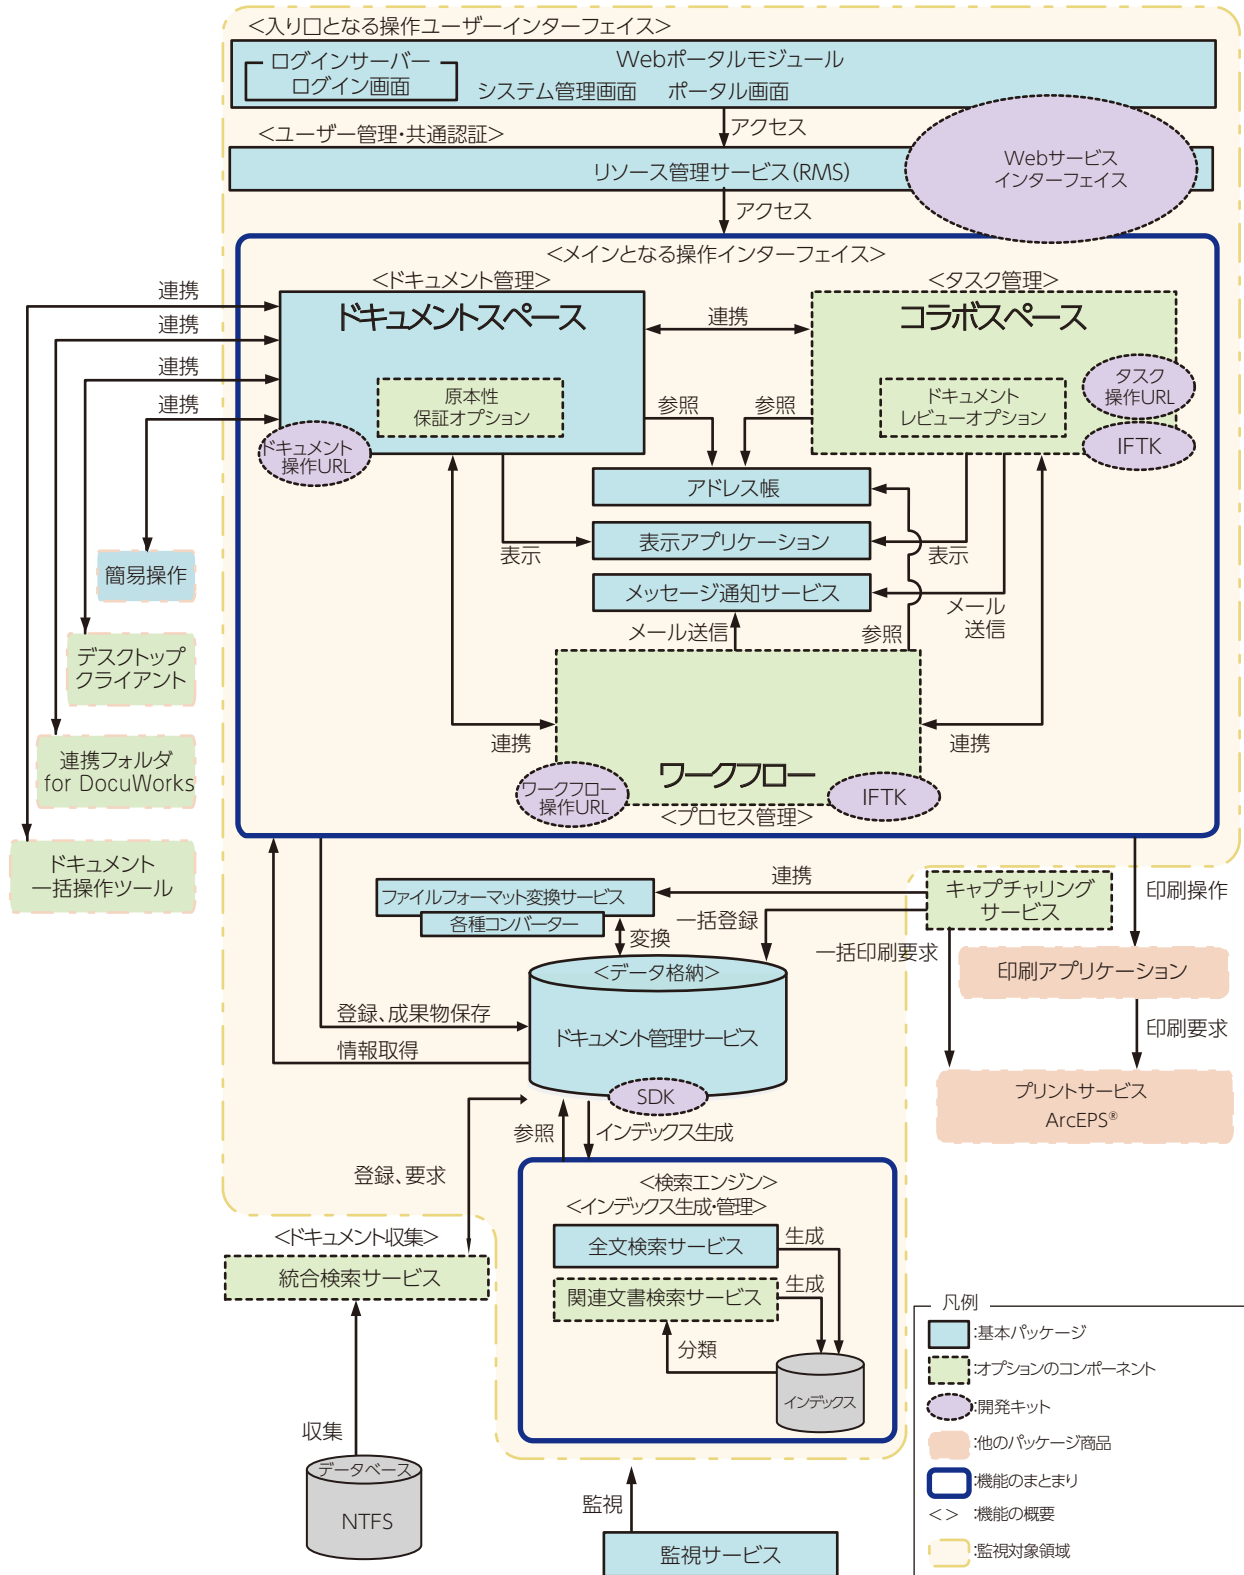 <入り口となる操作ユーザーインターフェイス>
ログインサーバー
ログイン画面
Webポータルモジュール
システム管理画面　ポータル画面
アクセス
<ユーザー管理・共通認証>
リソース管理サービス(RMS)
Webサービス
インターフェイス
アクセス
<メインとなる操作インターフェイス>
<ドキュメント管理>
ドキュメントスペース
原本性
保証オプション
ドキュメント
操作URL
連携
<タスク管理>
コラボスペース
ドキュメント
レビューオプション
タスク
操作URL
IFTK
連携
連携
連携
連携
参照
参照
アドレス帳
表示アプリケーション
メッセージ通知サービス
表示
表示
メール送信
参照
メール
送信
簡易操作
デスクトップ
クライアント
連携フォルダ
for DocuWorks
ドキュメント
一括操作ツール
連携
連携
ワークフロー
ワークフロー
操作URL
IFTK
<プロセス管理>
ファイルフォーマット変換サービス
各種コンバーター
連携
キャプチャリング
サービス
印刷操作
一括登録
変換
一括印刷要求
<データ格納>
ドキュメント管理サービス
SDK
登録、成果物保存
情報取得
印刷アプリケーション
印刷要求
プリントサービス
ArcEPS®
参照
インデックス生成
登録、要求
<検索エンジン>
<インデックス生成・管理>
全文検索サービス
生成
関連文書検索サービス
生成
分類
インデックス
<ドキュメント収集>
統合検索サービス
収集
データベース
NTFS
監視
監視サービス
凡例
:基本パッケージ
:オプションのコンポーネント
:開発キット
:他のパッケージ商品
:機能のまとまり
< > :機能の概要
:監視対象領域